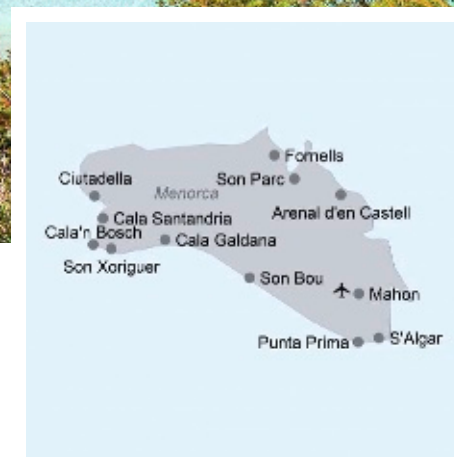 Fornells
Son Parc
Ciutadella
Menorca
Arenal d'en Castell
Cala Santandria
Cala'n Bosch
Cala Galdana
Son Xoriguer
Son Bou
Mahon
Punta Prima
S'Algar